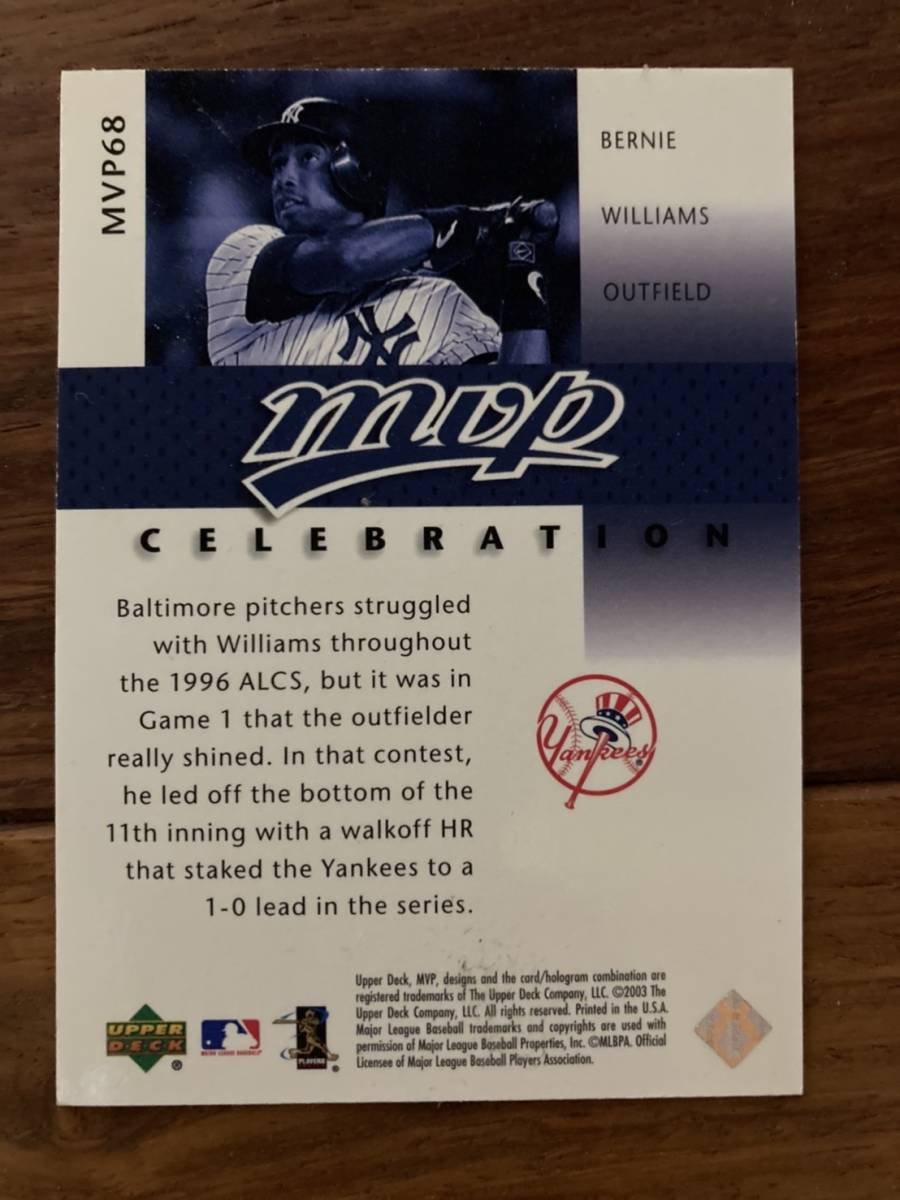 MVP68
BERNIE
WILLIAMS
OUTFIELD
mvp
CELEBRATION
Baltimore pitchers struggled
with Williams throughout
the 1996 ALCS, but it was in
Game 1 that the outfielder
really shined. In that contest,
he led off the bottom of the
11th inning with a walkoff HR
that staked the Yankees to a
1-0 lead in the series.
Yankees®
Upper Deck, MVP, designs and the card/hologram combination are
registered trademarks of The Upper Deck Company, LLC. ©2003 The
Upper Deck Company, LLC. All rights reserved. Printed in the U.S.A.
Major League Baseball trademarks and copyrights are used with
permission of Major League Baseball Properties, Inc. ©MLBPA. Official
Licensee of Major League Baseball Players Association.
UPPER
DECK
®
MAJOR LEAGUE BASEBALL®
PLAYERS
®